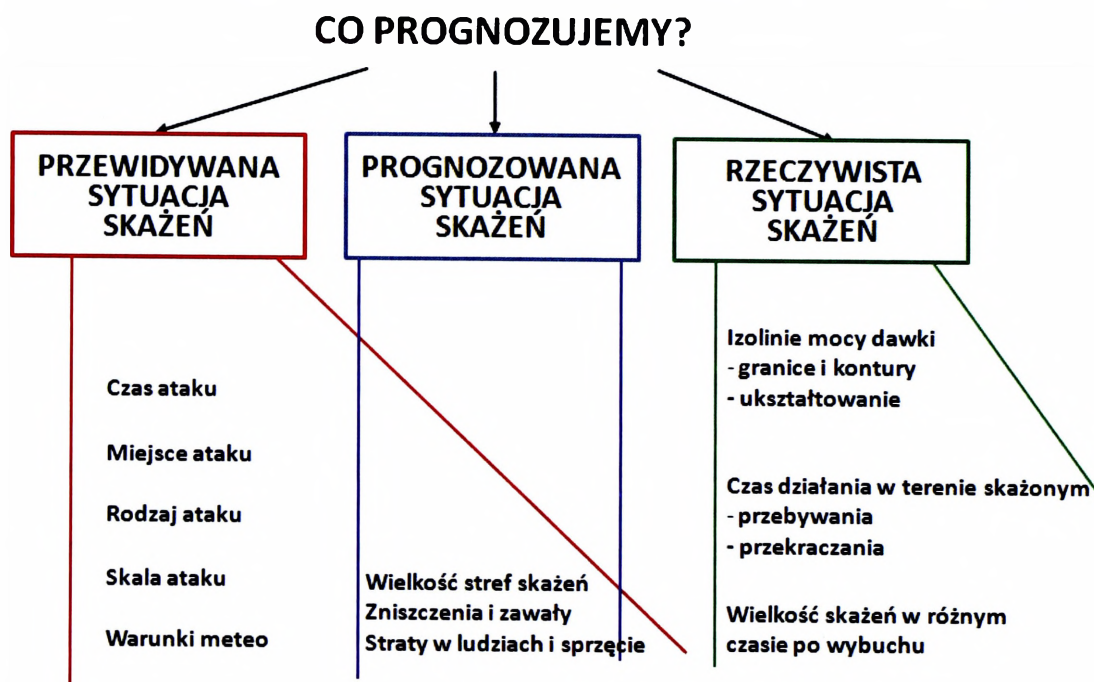 CO PROGNOZUJEMY?
PRZEWIDYWANA
SYTUACJA
SKAŻEŃ
PROGNOZOWANA
SYTUACJA
SKAŻEŃ
RZECZYWISTA
SYTUACJA
SKAŻEŃ
Czas ataku
Miejsce ataku
Rodzaj ataku
Skala ataku
Warunki meteo
Wielkość stref skażeń
Zniszczenia i zawały
Straty w ludziach i sprzęcie
Izolinie mocy dawki
- granice i kontury
- ukształtowanie
Czas działania w terenie skażonym
- przebywania
- przekraczania
Wielkość skażeń w różnym
czasie po wybuchu